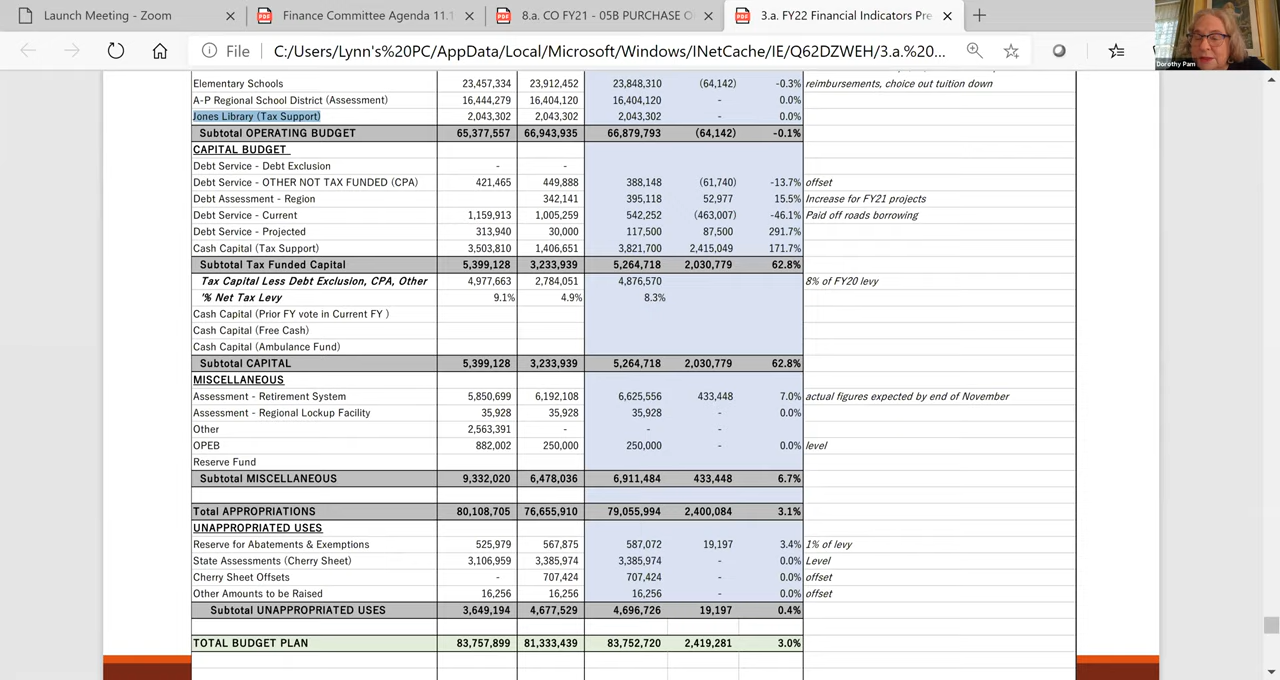 Launch Meeting - Zoom
Finance Committee Agenda 11.1
8.a. CO FY21 - 05B PURCHASE O
3.a. FY22 Financial Indicators Pre
File C:/Users/Lynn's%20PC/AppData/Local/Microsoft/Windows/INetCache/IE/Q62DZWEH/3.a.%20...
Dorothy Pam
Elementary Schools 23,457,334 23,912,452 23,848,310 (64,142) -0.3% reimbursements, choice out tuition down
A-P Regional School District (Assessment) 16,444,279 16,404,120 16,404,120 - 0.0%
Jones Library (Tax Support) 2,043,302 2,043,302 2,043,302 - 0.0%
Subtotal OPERATING BUDGET 65,377,557 66,943,935 66,879,793 (64,142) -0.1%
CAPITAL BUDGET
Debt Service - Debt Exclusion - -
Debt Service - OTHER NOT TAX FUNDED (CPA) 421,465 449,888 388,148 (61,740) -13.7% offset
Debt Assessment - Region 342,141 395,118 52,977 15.5% Increase for FY21 projects
Debt Service - Current 1,159,913 1,005,259 542,252 (463,007) -46.1% Paid off roads borrowing
Debt Service - Projected 313,940 30,000 117,500 87,500 291.7%
Cash Capital (Tax Support) 3,503,810 1,406,651 3,821,700 2,415,049 171.7%
Subtotal Tax Funded Capital 5,399,128 3,233,939 5,264,718 2,030,779 62.8%
Tax Capital Less Debt Exclusion, CPA, Other 4,977,663 2,784,051 4,876,570 8% of FY20 levy
'% Net Tax Levy 9.1% 4.9% 8.3%
Cash Capital (Prior FY vote in Current FY )
Cash Capital (Free Cash)
Cash Capital (Ambulance Fund)
Subtotal CAPITAL 5,399,128 3,233,939 5,264,718 2,030,779 62.8%
MISCELLANEOUS
Assessment - Retirement System 5,850,699 6,192,108 6,625,556 433,448 7.0% actual figures expected by end of November
Assessment - Regional Lockup Facility 35,928 35,928 35,928 - 0.0%
Other 2,563,391 - - -
OPEB 882,002 250,000 250,000 - 0.0% level
Reserve Fund
Subtotal MISCELLANEOUS 9,332,020 6,478,036 6,911,484 433,448 6.7%
Total APPROPRIATIONS 80,108,705 76,655,910 79,055,994 2,400,084 3.1%
UNAPPROPRIATED USES
Reserve for Abatements & Exemptions 525,979 567,875 587,072 19,197 3.4% 1% of levy
State Assessments (Cherry Sheet) 3,106,959 3,385,974 3,385,974 - 0.0% Level
Cherry Sheet Offsets - 707,424 707,424 - 0.0% offset
Other Amounts to be Raised 16,256 16,256 16,256 - 0.0% offset
Subtotal UNAPPROPRIATED USES 3,649,194 4,677,529 4,696,726 19,197 0.4%
TOTAL BUDGET PLAN 83,757,899 81,333,439 83,752,720 2,419,281 3.0%